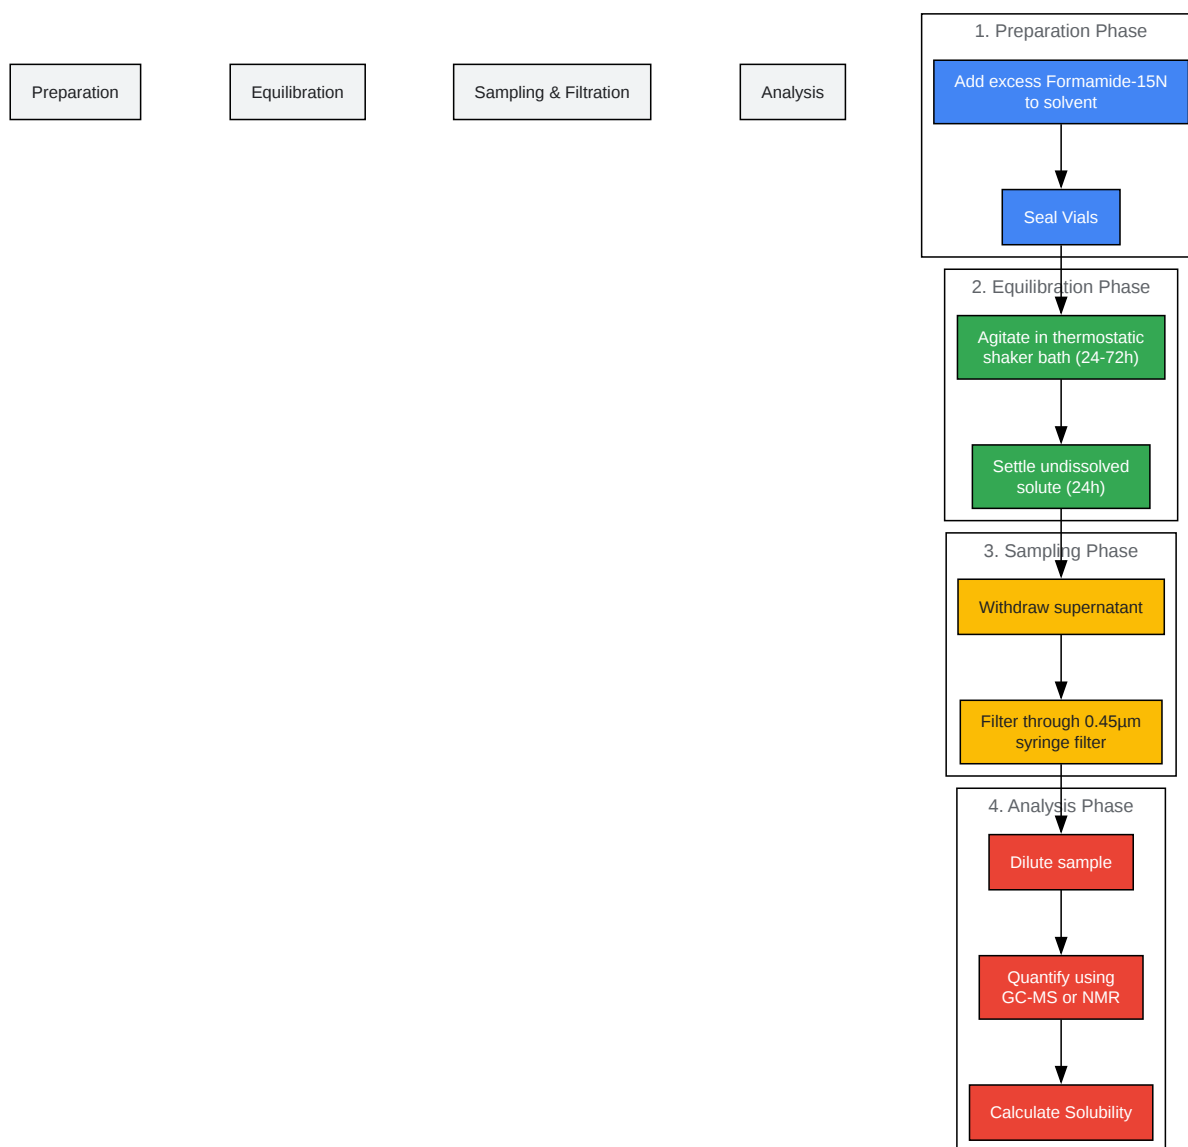 Preparation
Equilibration
Sampling & Filtration
Analysis
1. Preparation Phase
Add excess Formamide-15N
to solvent
Seal Vials
2. Equilibration Phase
Agitate in thermostatic
shaker bath (24-72h)
Settle undissolved
solute (24h)
3. Sampling Phase
Withdraw supernatant
Filter through 0.45µm
syringe filter
4. Analysis Phase
Dilute sample
Quantify using
GC-MS or NMR
Calculate Solubility